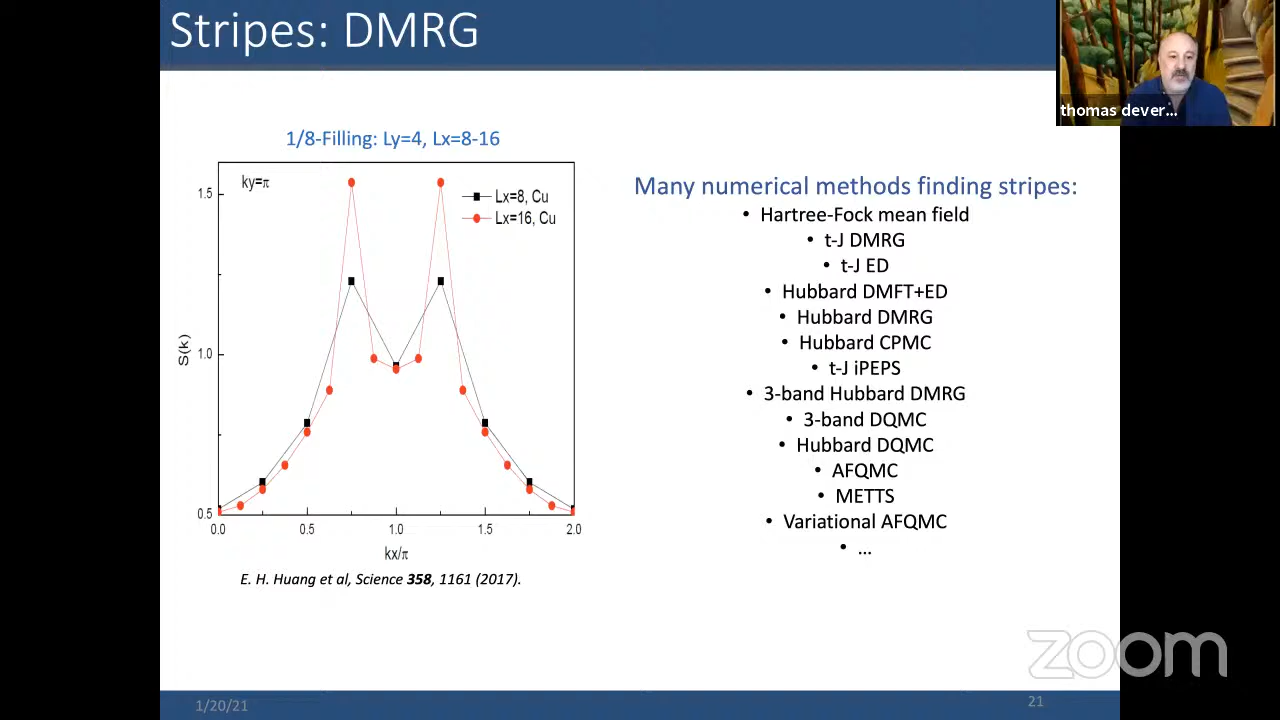 Stripes: DMRG
thomas dever...
1/8-Filling: Ly=4, Lx=8-16
ky=π
Lx=8, Cu
Lx=16, Cu
1.5
1.0
0.5
S(k)
0.0 0.5 1.0 1.5 2.0
kx/π
E. H. Huang et al, Science 358, 1161 (2017).
Many numerical methods finding stripes:
• Hartree-Fock mean field
• t-J DMRG
• t-J ED
• Hubbard DMFT+ED
• Hubbard DMRG
• Hubbard CPMC
• t-J iPEPS
• 3-band Hubbard DMRG
• 3-band DQMC
• Hubbard DQMC
• AFQMC
• METTS
• Variational AFQMC
• ...
zoom
1/20/21
21